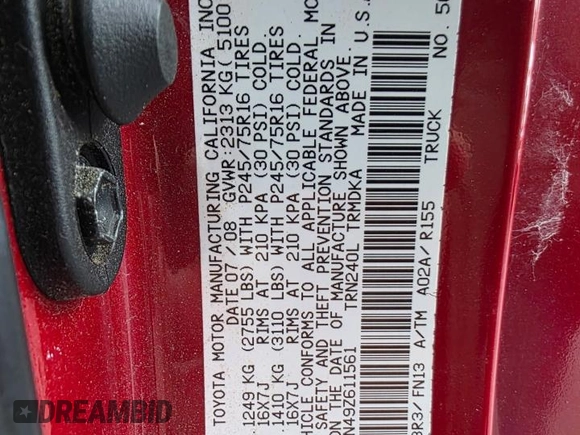 TOYOTA MOTOR MANUFACTURING CALIFORNIA INC
DATE 07/08 GVWR:2313 KG( 5100
1249 KG (2755 LBS) WITH P245/75R16 TIRES
16X7J RIMS AT 210 KPA (30 PSI) COLD.
1410 KG (3110 LBS) WITH P245/75R16 TIRES
16X7J RIMS AT 210 KPA (30 PSI) COLD.
VEHICLE CONFORMS TO ALL APPLICABLE FEDERAL MO
SAFETY AND THEFT PREVENTION STANDARDS IN
ON THE DATE OF MANUFACTURE SHOWN ABOVE.
N49Z611561 TRN240L TRMDKA MADE IN U.S.A
3R3/FN13 A/TM A02A/R155 TRUCK NO. 50
DREAMBID